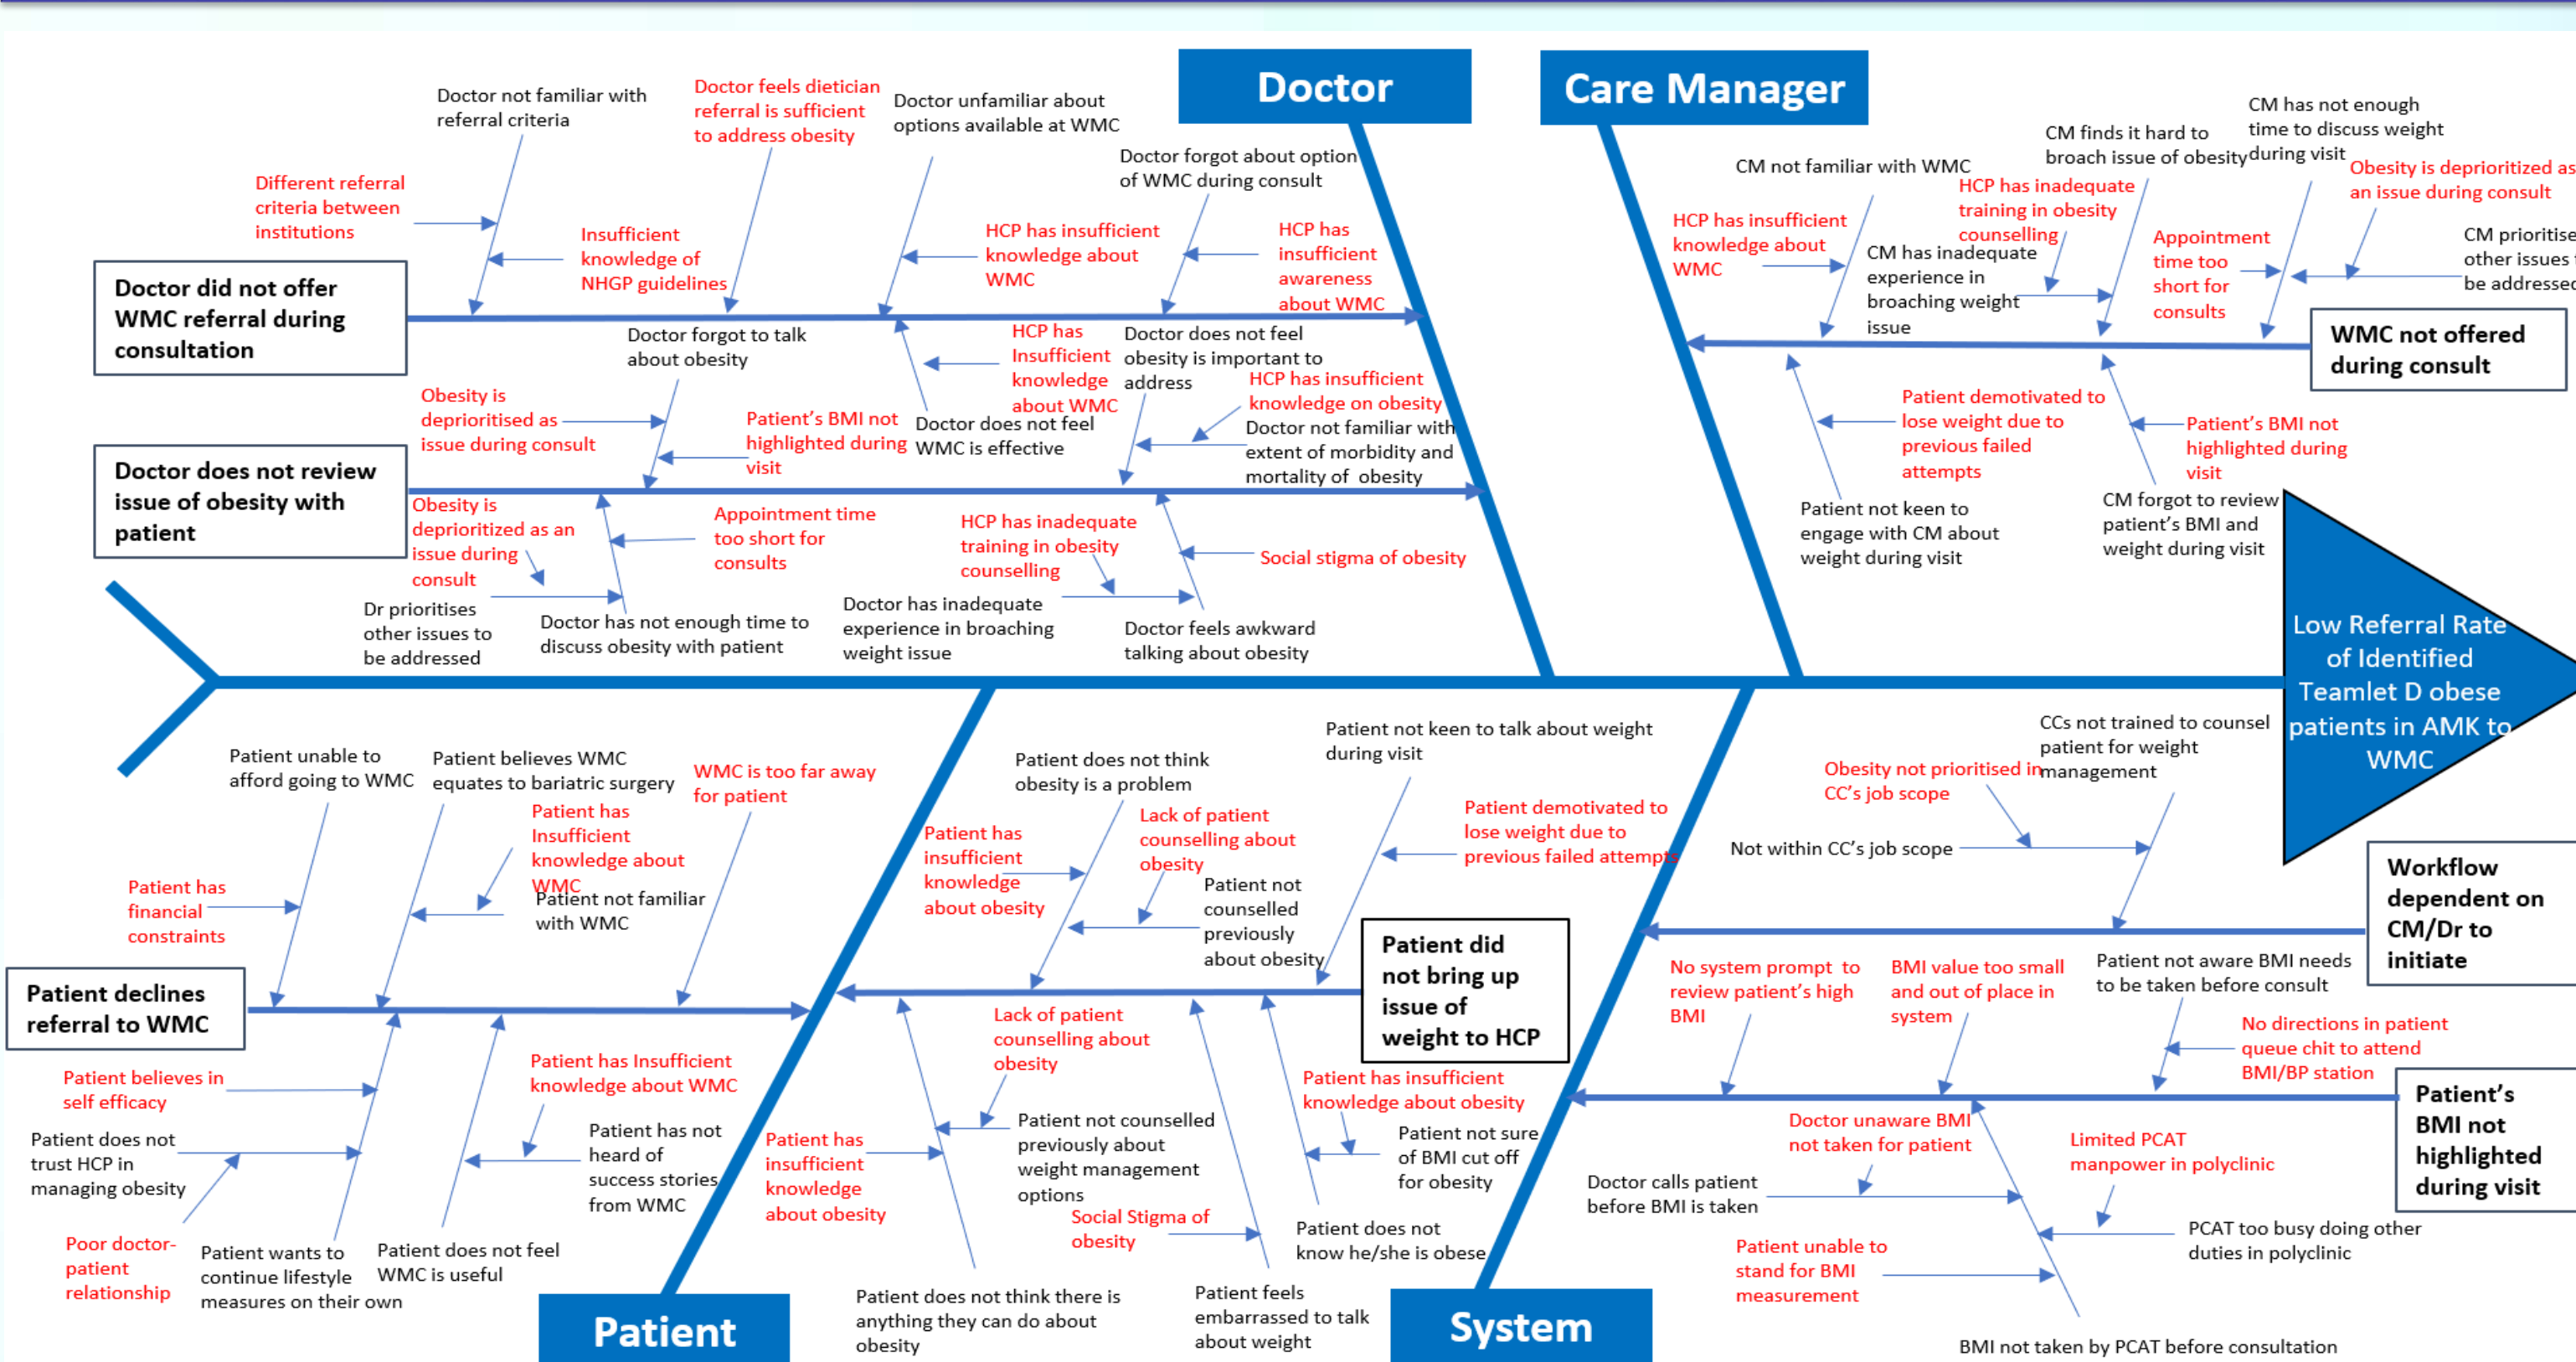 Doctor
Care Manager
Doctor not familiar with
referral criteria
Doctor feels dietician
referral is sufficient
to address obesity
Doctor unfamiliar about
options available at WMC
Doctor forgot about option
of WMC during consult
Different referral
criteria between
institutions
Insufficient
knowledge of
NHGP guidelines
HCP has insufficient
knowledge about
WMC
HCP has
insufficient
awareness
about WMC
Doctor did not offer
WMC referral during
consultation
Doctor forgot to talk
about obesity
HCP has
Insufficient
knowledge
about WMC
Doctor does not feel
obesity is important to
address
HCP has insufficient
knowledge on obesity
Obesity is
deprioritised as
issue during consult
Patient's BMI not
highlighted during
visit
Doctor does not feel
WMC is effective
Doctor not familiar with
extent of morbidity and
mortality of obesity
Doctor does not review
issue of obesity with
patient
Obesity is
deprioritized as an
issue during
consult
Appointment time
too short for
consults
HCP has inadequate
training in obesity
counselling
Social stigma of obesity
Dr prioritises
other issues to
be addressed
Doctor has not enough time to
discuss obesity with patient
Doctor has inadequate
experience in broaching
weight issue
Doctor feels awkward
talking about obesity
CM not familiar with WMC
CM finds it hard to
broach issue of obesity
CM has not enough
time to discuss weight
during visit
Obesity is deprioritized as
an issue during consult
HCP has insufficient
knowledge about
WMC
HCP has inadequate
training in obesity
counselling
CM has inadequate
experience in
broaching weight
issue
Appointment
time too
short for
consults
CM prioritise
other issues
be addressed
WMC not offered
during consult
Patient demotivated to
lose weight due to
previous failed
attempts
Patient's BMI not
highlighted during
visit
Patient not keen to
engage with CM about
weight during visit
CM forgot to review
patient's BMI and
weight during visit
Low Referral Rate
of Identified
Teamlet D obese
patients in AMK to
WMC
Patient unable to
afford going to WMC
Patient believes WMC
equates to bariatric surgery
WMC is too far away
for patient
Patient has
Insufficient
knowledge about
WMC
Patient not familiar
with WMC
Patient has
financial
constraints
Patient declines
referral to WMC
Patient believes in
self efficacy
Patient has Insufficient
knowledge about WMC
Patient does not
trust HCP in
managing obesity
Patient has not
heard of
success stories
from WMC
Poor doctor-
patient
relationship
Patient wants to
continue lifestyle
measures on their own
Patient does not feel
WMC is useful
Patient does not think
obesity is a problem
Patient not keen to talk about weight
during visit
Patient has
insufficient
knowledge
about obesity
Lack of patient
counselling about
obesity
Patient demotivated to
lose weight due to
previous failed attempts
Patient not
counselled
previously
about obesity
Patient did
not bring up
issue of
weight to HCP
Lack of patient
counselling about
obesity
Patient has insufficient
knowledge about obesity
Patient has
insufficient
knowledge
about obesity
Patient not counselled
previously about
weight management
options
Patient not sure
of BMI cut off
for obesity
Social Stigma of
obesity
Patient does not
know he/she is obese
Patient does not think there is
anything they can do about
obesity
Patient feels
embarrassed to talk
about weight
CCs not trained to counsel
patient for weight
management
Obesity not prioritised in
CC's job scope
Not within CC's job scope
Workflow
dependent on
CM/Dr to
initiate
No system prompt to
review patient's high
BMI
BMI value too small
and out of place in
system
Patient not aware BMI needs
to be taken before consult
No directions in patient
queue chit to attend
BMI/BP station
Patient's
BMI not
highlighted
during visit
Doctor unaware BMI
not taken for patient
Limited PCAT
manpower in polyclinic
Doctor calls patient
before BMI is taken
PCAT too busy doing other
duties in polyclinic
Patient unable to
stand for BMI
measurement
BMI not taken by PCAT before consultation
Patient
System